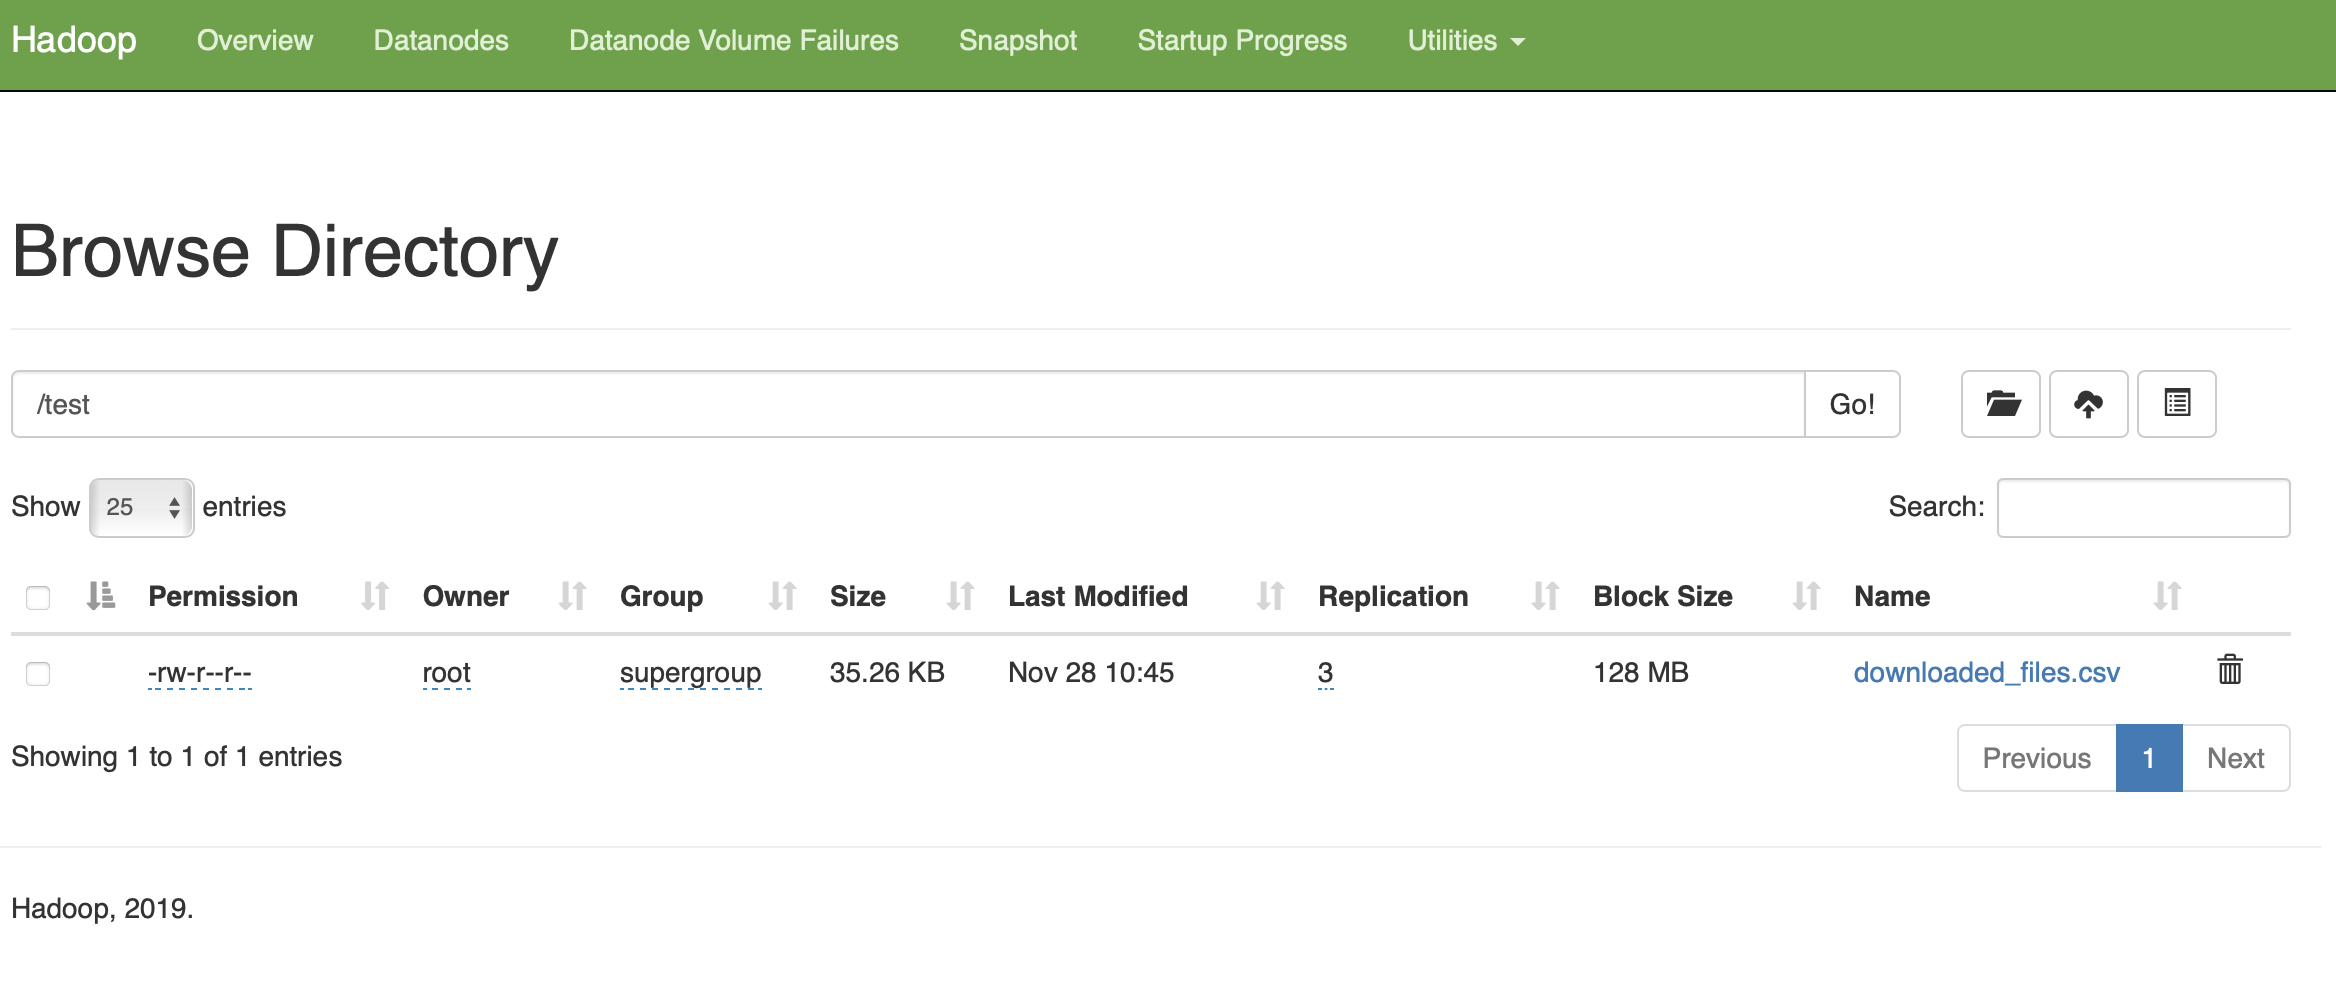 Hadoop Overview Datanodes Datanode Volume Failures Snapshot Startup Progress Utilities
Browse Directory
/test Go!
Show 25 entries Search:
Permission Owner Group Size Last Modified Replication Block Size Name
-rw-r--r-- root supergroup 35.26 KB Nov 28 10:45 3 128 MB downloaded_files.csv
Showing 1 to 1 of 1 entries Previous 1 Next
Hadoop, 2019.